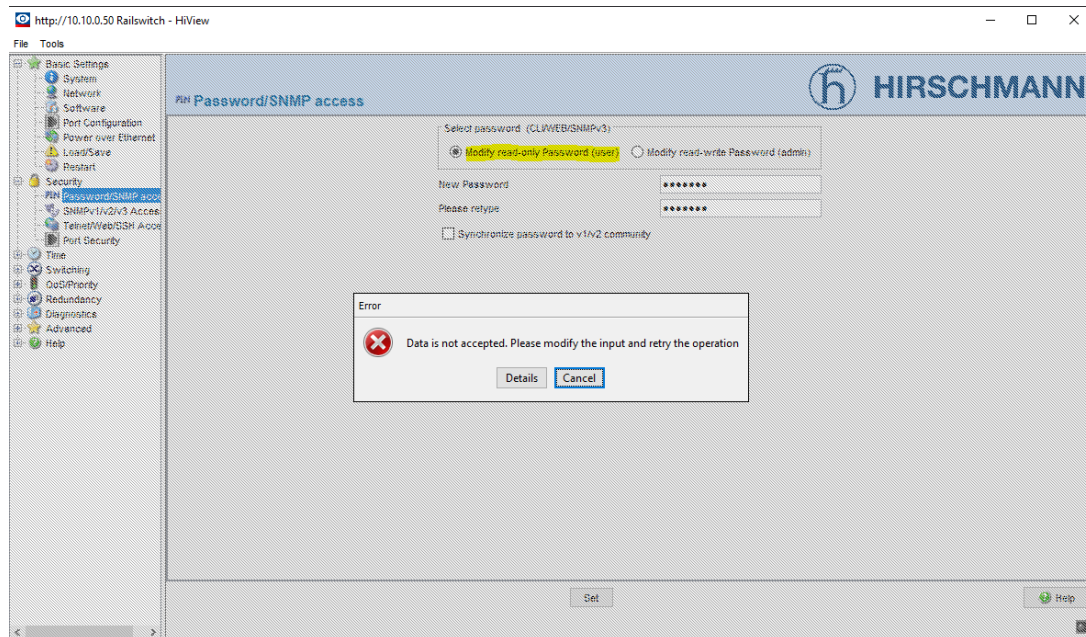 http://10.10.0.50 Railswitch - HiView
File Tools
Basic Settings
System
Network
Software
Port Configuration
Power over Ethernet
Load/Save
Restart
Security
Password/SNMP acce
SNMPv1/v2/v3 Acces
Telnet/Web/SSH Acce
Port Security
Time
Switching
QoS/Priority
Redundancy
Diagnostics
Advanced
Help
HIRSCHMANN
PIN Password/SNMP access
Select password (CLI/WEB/SNMPv3)
Modify read-only Password (user) Modify read-write Password (admin)
New Password *******
Please retype *******
Synchronize password to v1/v2 community
Error
Data is not accepted. Please modify the input and retry the operation
Details Cancel
Set
Help